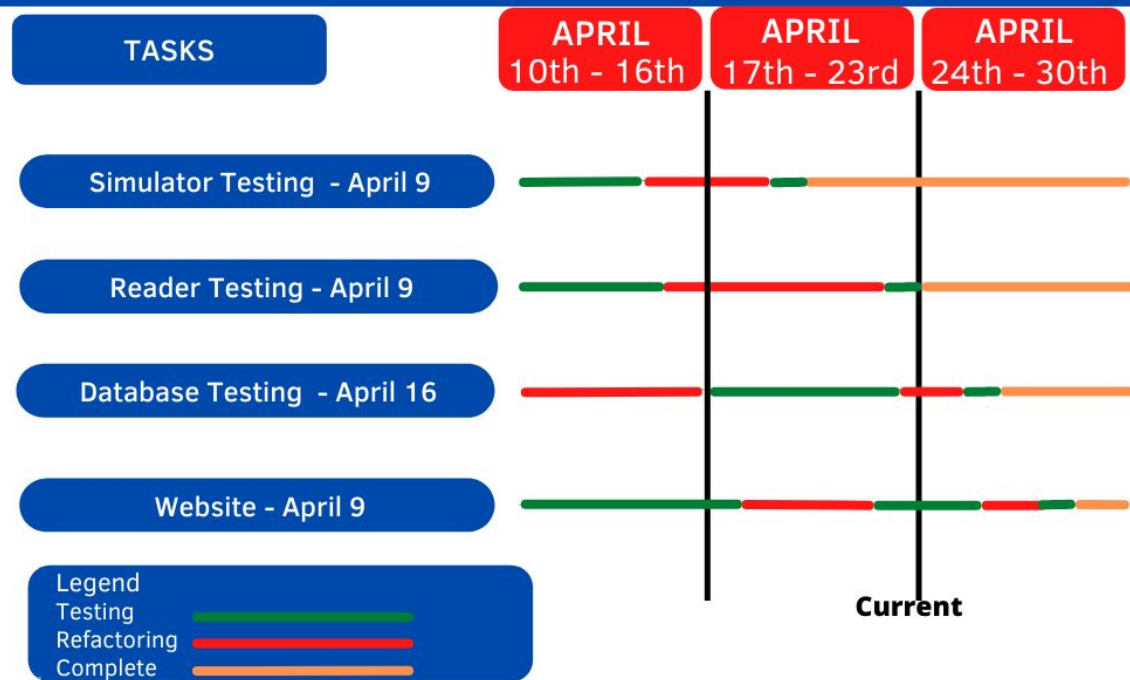 TASKS
APRIL
10th - 16th
APRIL
17th - 23rd
APRIL
24th - 30th
Simulator Testing - April 9
Reader Testing - April 9
Database Testing - April 16
Website - April 9
Legend
Testing
Refactoring
Complete
Current